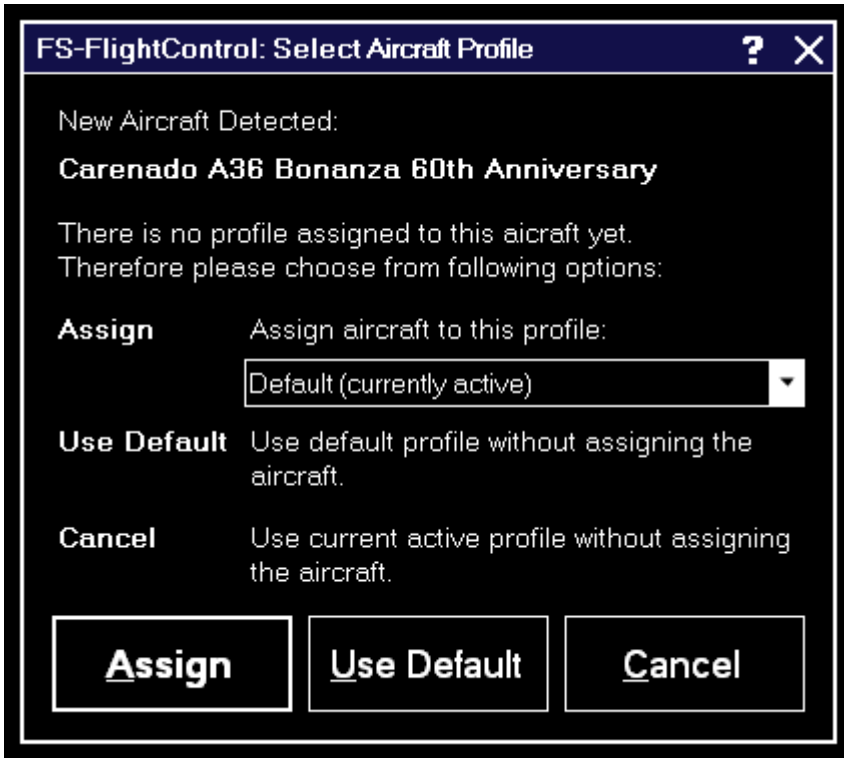 FS-FlightControl: Select Aircraft Profile ? X
New Aircraft Detected:
Carenado A36 Bonanza 60th Anniversary
There is no profile assigned to this aicraft yet.
Therefore please choose from following options:
Assign Assign aircraft to this profile:
Default (currently active)
Use Default Use default profile without assigning the
aircraft.
Cancel Use current active profile without assigning
the aircraft.
Assign Use Default Cancel